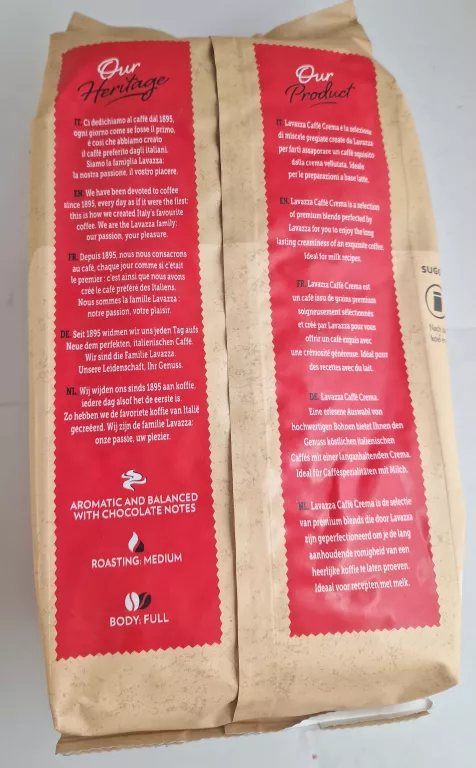 Our
Heritage
IT: Ci dedichiamo al caffè dal 1895,
ogni giorno come se fosse il primo,
è così che abbiamo creato
il caffè preferito dagli italiani.
Siamo la famiglia Lavazza:
la nostra passione, il vostro piacere.
EN: We have been devoted to coffee
since 1895, every day as if it were the first:
this is how we created Italy's favourite
coffee. We are the Lavazza family:
our passion, your pleasure.
FR: Depuis 1895, nous nous consacrons
au café, chaque jour comme si c'était
le premier : c'est ainsi que nous avons
créé le café préféré des Italiens.
Nous sommes la famille Lavazza :
notre passion, votre plaisir.
DE: Seit 1895 widmen wir uns jeden Tag aufs
Neue dem perfekten, italienischen Caffè.
Wir sind die Familie Lavazza:
Unsere Leidenschaft, Ihr Genuss.
NL: Wij wijden ons sinds 1895 aan koffie,
iedere dag alsof het de eerste is.
Zo hebben we de favoriete koffie van Italië
gecreëerd. Wij zijn de familie Lavazza:
onze passie, uw plezier.
AROMATIC AND BALANCED
WITH CHOCOLATE NOTES
ROASTING: MEDIUM
BODY: FULL
Our
Product
IT: Lavazza Caffè Crema è la selezione
di miscele pregiate create da Lavazza
per farti assaporare un caffè squisito
dalla crema vellutata. Ideale
per le preparazioni a base latte.
EN: Lavazza Caffè Crema is a selection
of premium blends perfected by
Lavazza for you to enjoy the long
lasting creaminess of an exquisite coffee.
Ideal for milk recipes.
FR: Lavazza Caffè Crema est
un café issu de grains premium
soigneusement sélectionnés
et créé par Lavazza pour vous
offrir un café exquis avec
une crémosité généreuse. Idéal pour
des recettes avec du lait.
DE: Lavazza Caffè Crema.
Eine erlesene Auswahl von
hochwertigen Bohnen bietet Ihnen den
Genuss köstlichen italienischen
Caffès mit einer langanhaltenden Crema.
Ideal für Cafféspezialitäten mit Milch.
NL: Lavazza Caffè Crema is de selectie
van premium blends die door Lavazza
zijn geperfectioneerd om je de lang
aanhoudende romigheid van een
heerlijke koffie te laten proeven.
Ideaal voor recepten met melk.
SUGG